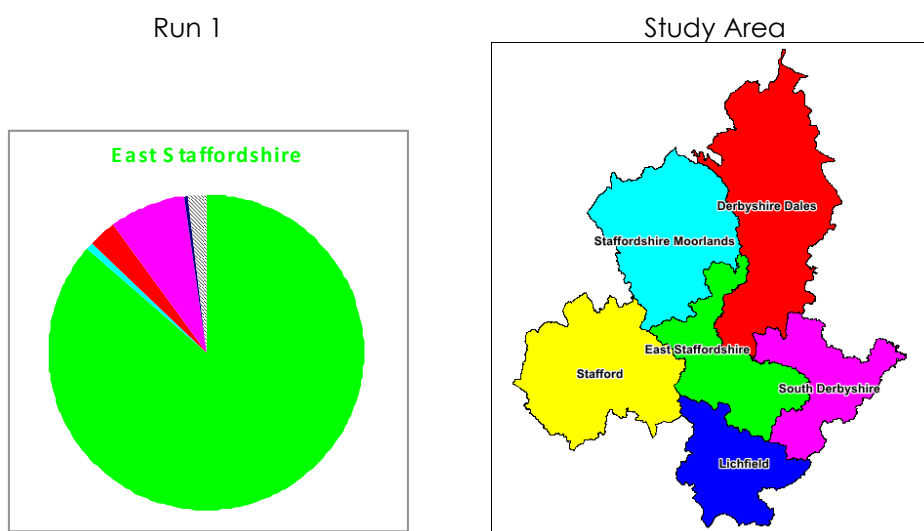 Run 1
Study Area
East Staffordshire
Derbyshire Dales
Staffordshire Moorlands
East Staffordshire
Stafford
South Derbyshire
Lichfield